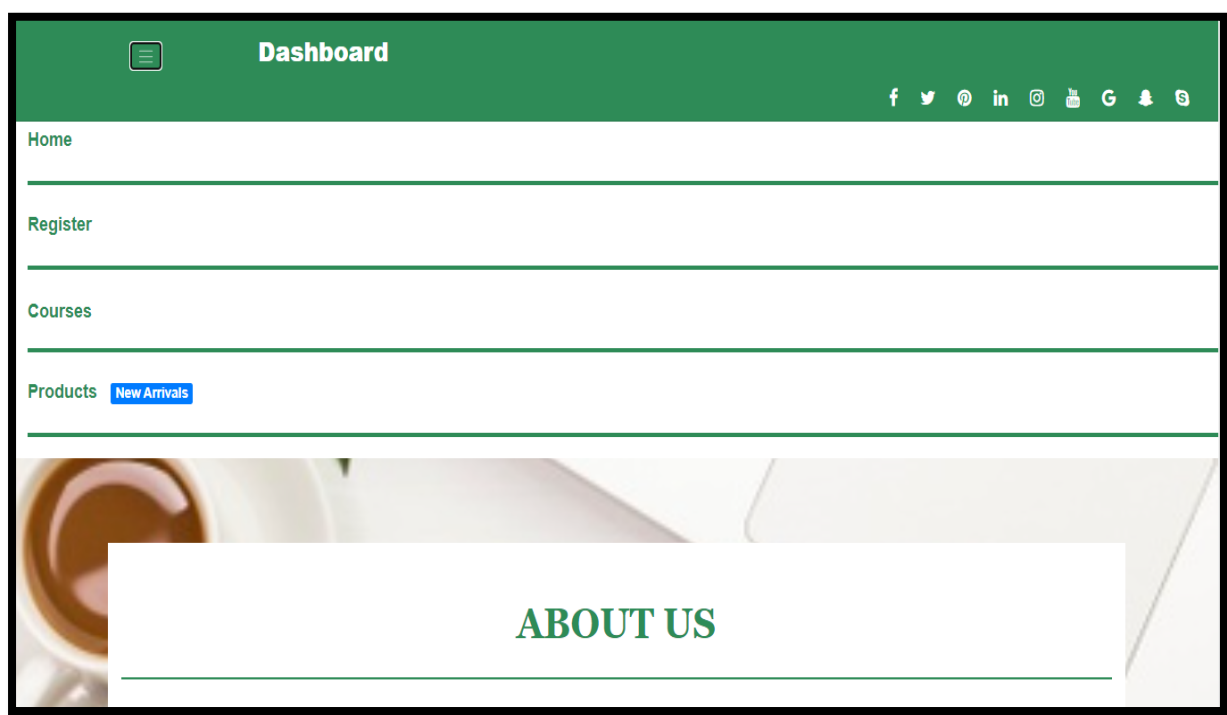 Dashboard
Home
Register
Courses
Products New Arrivals
ABOUT US